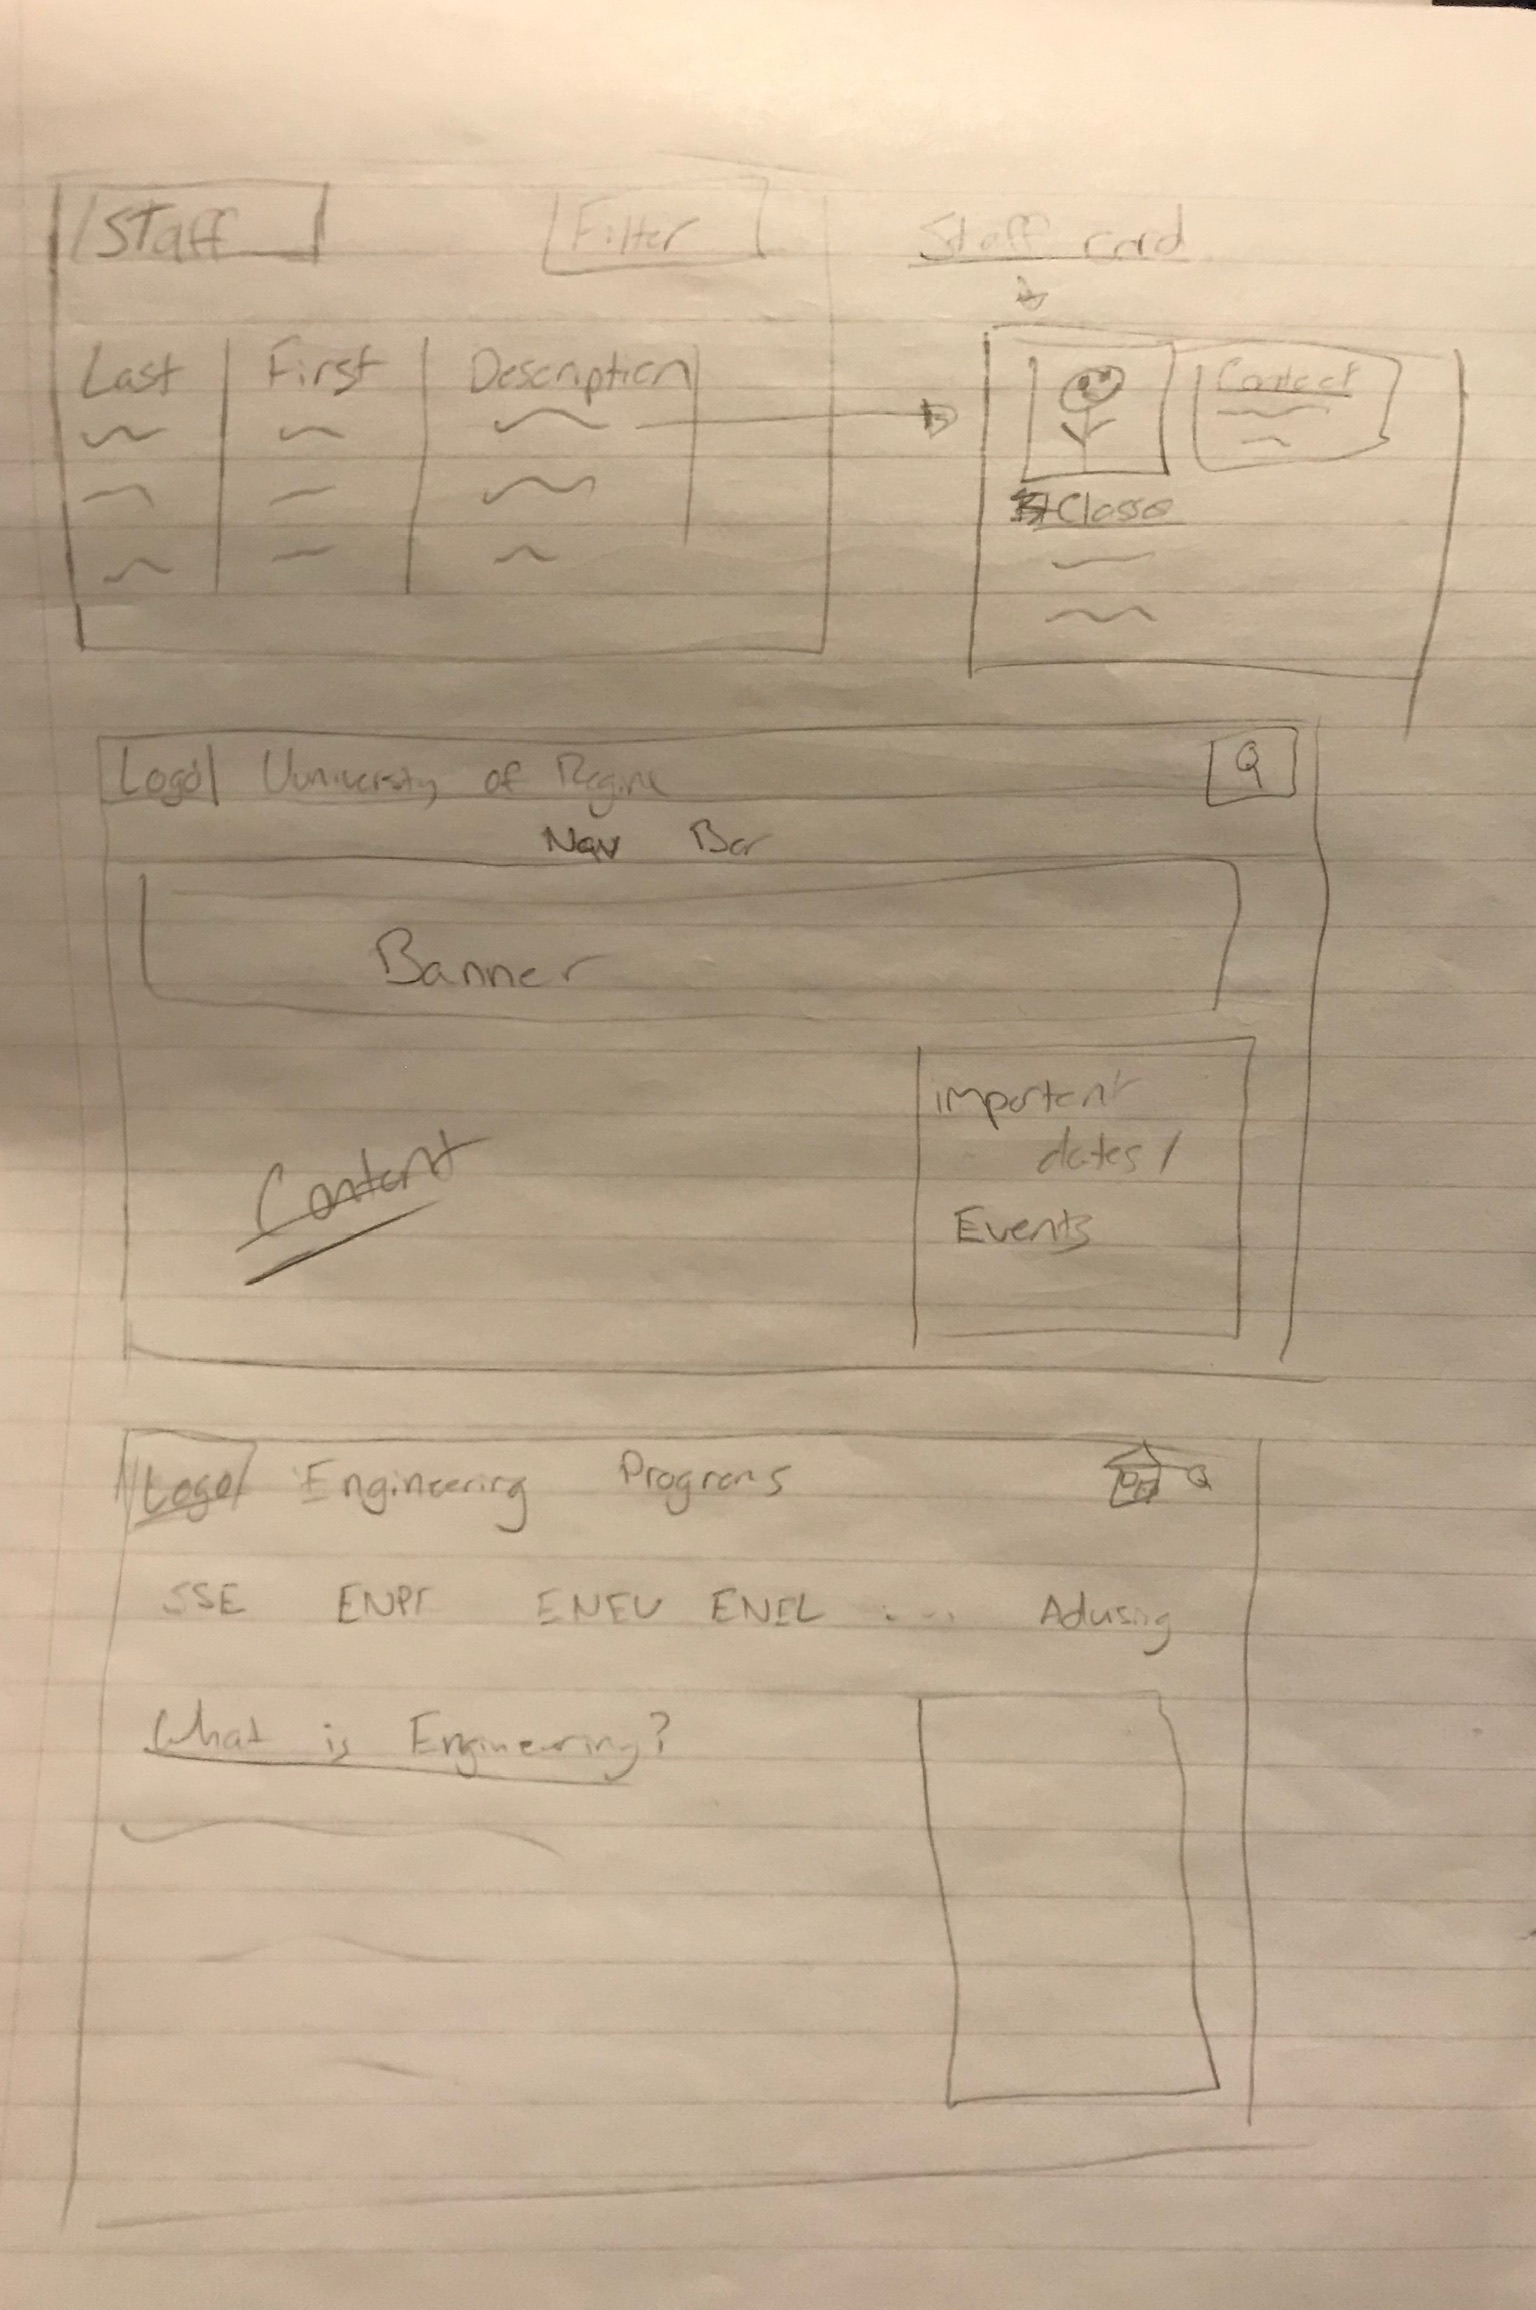 Staff Filter
Staff card
Last First Description
Contact
Classe
Logo University of Regina Q
Nav Bar
Banner
important
dates /
Events
Content
Logo Engineering Programs Q
SSE ENPE ENEV ENEL .... Advising
What is Engineering?